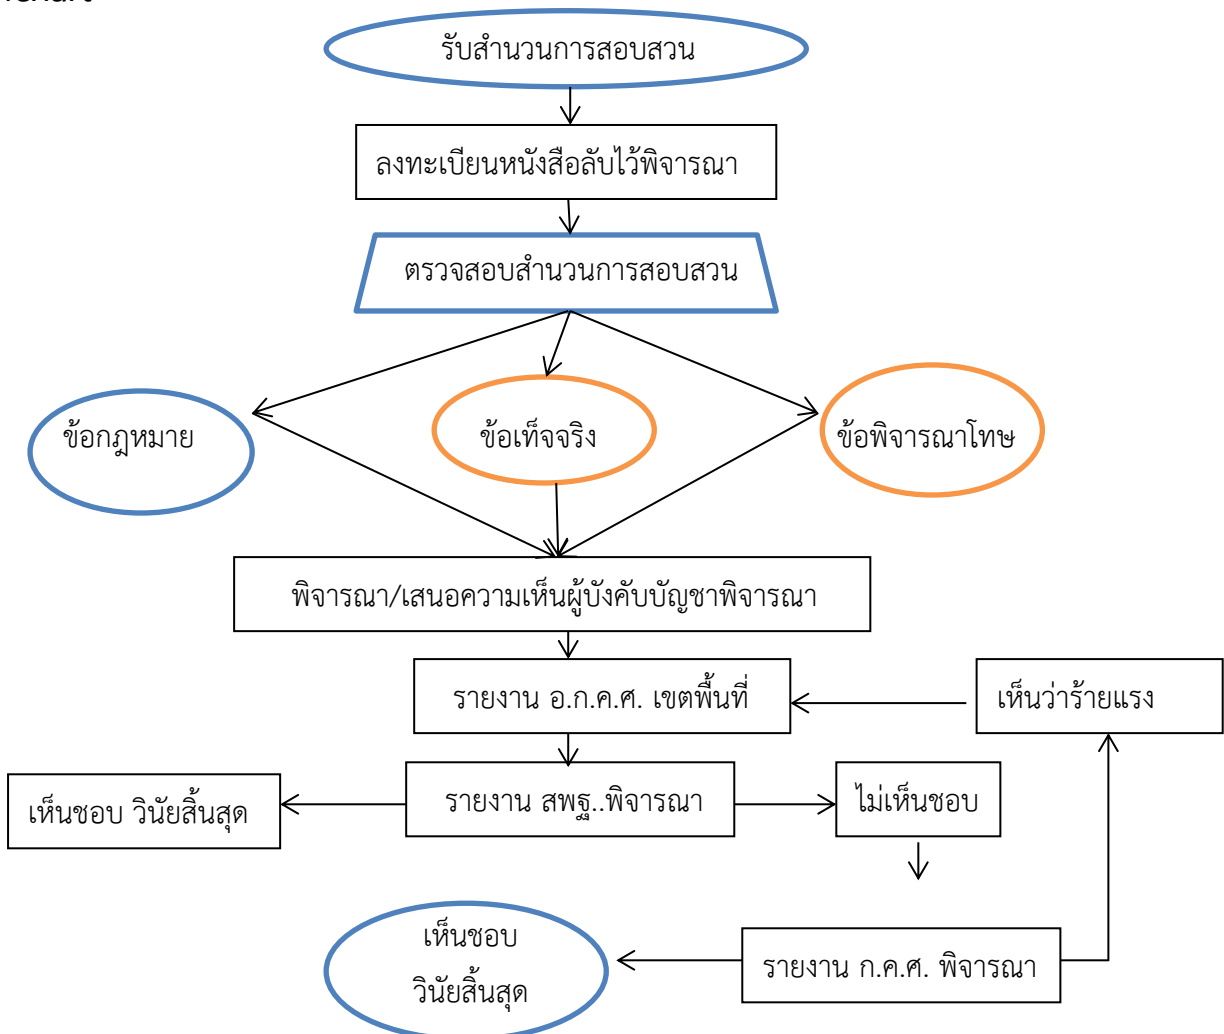 รับสำนวนการสอบสวน
ลงทะเบียนหนังสือลับไว้พิจารณา
ตรวจสอบสำนวนการสอบสวน
ข้อกฎหมาย
ข้อเท็จจริง
ข้อพิจารณาโทษ
พิจารณา/เสนอความเห็นผู้บังคับบัญชาพิจารณา
รายงาน อ.ก.ค.ศ. เขตพื้นที่
เห็นว่าร้ายแรง
เห็นชอบ วินัยสิ้นสุด
รายงาน สพฐ..พิจารณา
ไม่เห็นชอบ
เห็นชอบ
วินัยสิ้นสุด
รายงาน ก.ค.ศ. พิจารณา